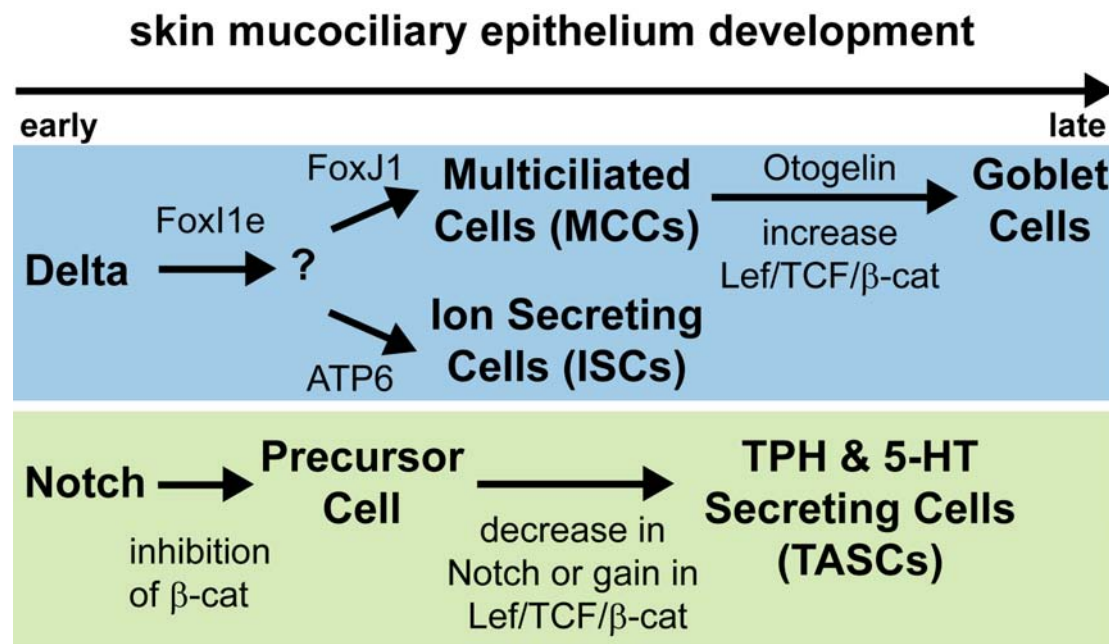 skin mucociliary epithelium development
early
late
FoxJ1
Multiciliated
Cells (MCCs)
Otogelin
increase
Lef/TCF/β-cat
Goblet
Cells
Delta
FoxI1e
?
Ion Secreting
Cells (ISCs)
ATP6
Notch
inhibition
of β-cat
Precursor
Cell
decrease in
Notch or gain in
Lef/TCF/β-cat
TPH & 5-HT
Secreting Cells
(TASCs)